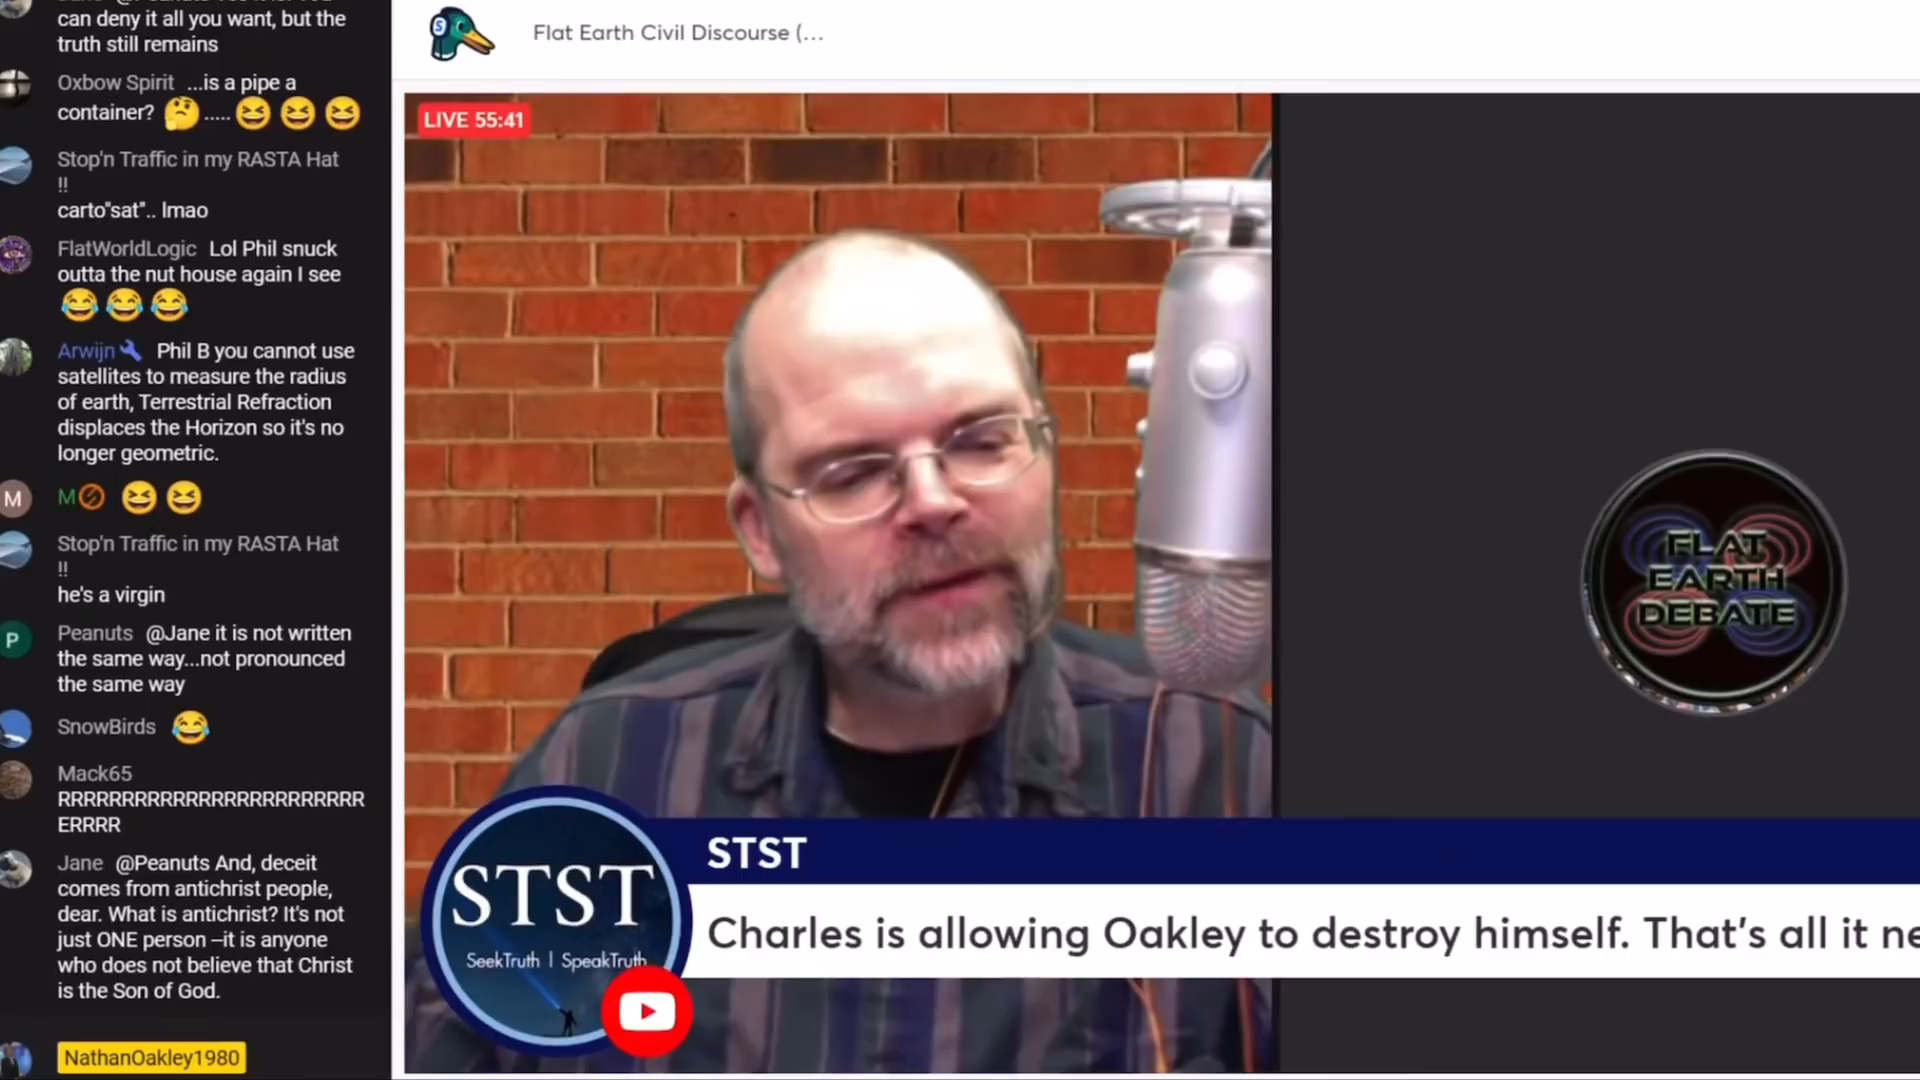 can deny it all you want, but the
truth still remains
Oxbow Spirit ...is a pipe a
container? 🤔.....😆😆😆
Stop'n Traffic in my RASTA Hat
!!
carto"sat".. lmao
FlatWorldLogic Lol Phil snuck
outta the nut house again I see
😂😂😂
Arwijn Phil B you cannot use
satellites to measure the radius
of earth, Terrestrial Refraction
displaces the Horizon so it's no
longer geometric.
M
M 😆😆
Stop'n Traffic in my RASTA Hat
!!
he's a virgin
P
Peanuts @Jane it is not written
the same way...not pronounced
the same way
SnowBirds 😂
Mack65
RRRRRRRRRRRRRRRRRRRRRRRR
ERRRR
Jane @Peanuts And, deceit
comes from antichrist people,
dear. What is antichrist? It's not
just ONE person –it is anyone
who does not believe that Christ
is the Son of God.
NathanOakley1980
S
Flat Earth Civil Discourse (...
LIVE 55:41
FLAT
EARTH
DEBATE
STST
SeekTruth | SpeakTruth
STST
Charles is allowing Oakley to destroy himself. That's all it ne